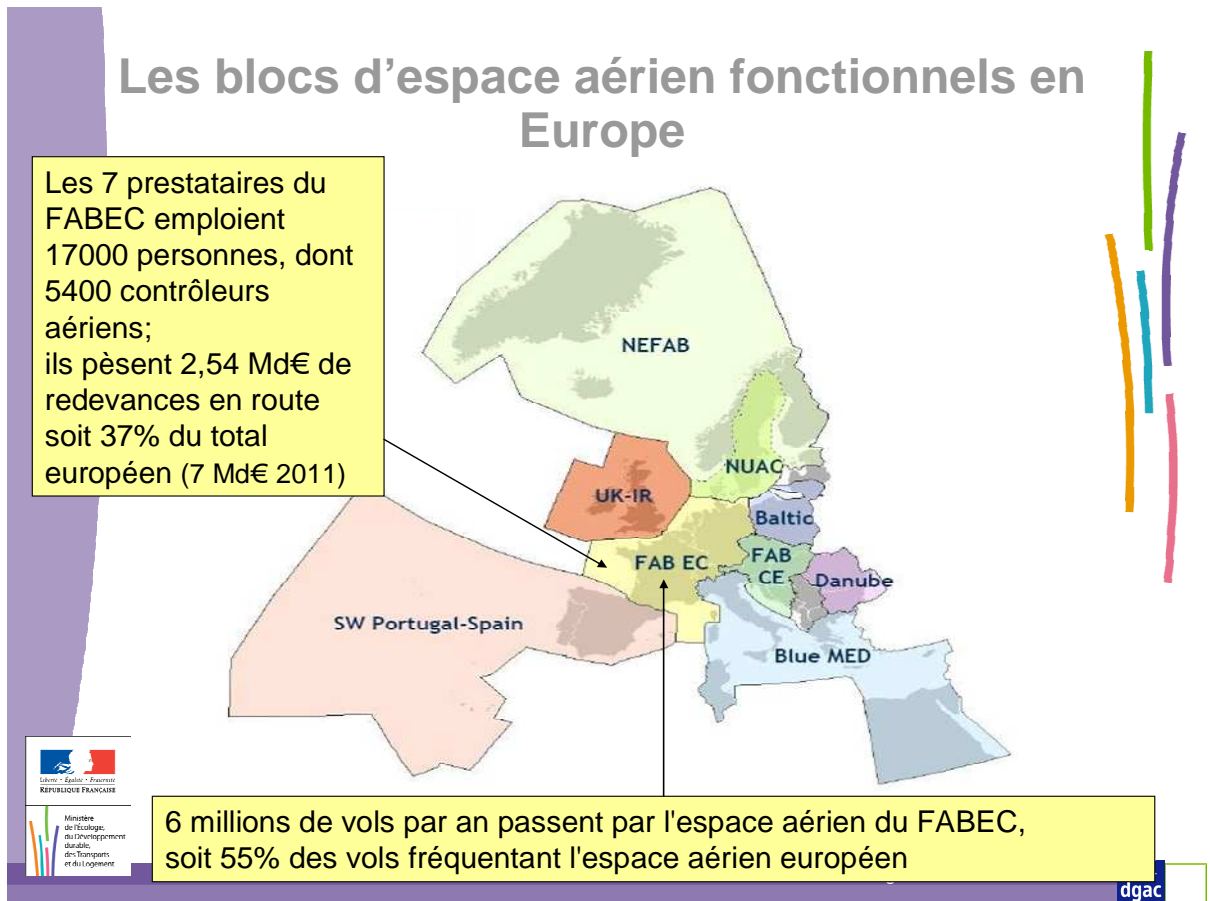 Les blocs d’espace aérien fonctionnels en
Europe
Les 7 prestataires du
FABEC emploient
17000 personnes, dont
5400 contrôleurs
aériens;
ils pèsent 2,54 Md€ de
redevances en route
soit 37% du total
européen (7 Md€ 2011)
NEFAB
NUAC
UK-IR
Baltic
FAB EC
FAB
CE
Danube
SW Portugal-Spain
Blue MED
Liberté • Égalité • Fraternité
RÉPUBLIQUE FRANÇAISE
Ministère
de l'Écologie,
du Développement
durable,
des Transports
et du Logement
6 millions de vols par an passent par l'espace aérien du FABEC,
soit 55% des vols fréquentant l'espace aérien européen
dgac